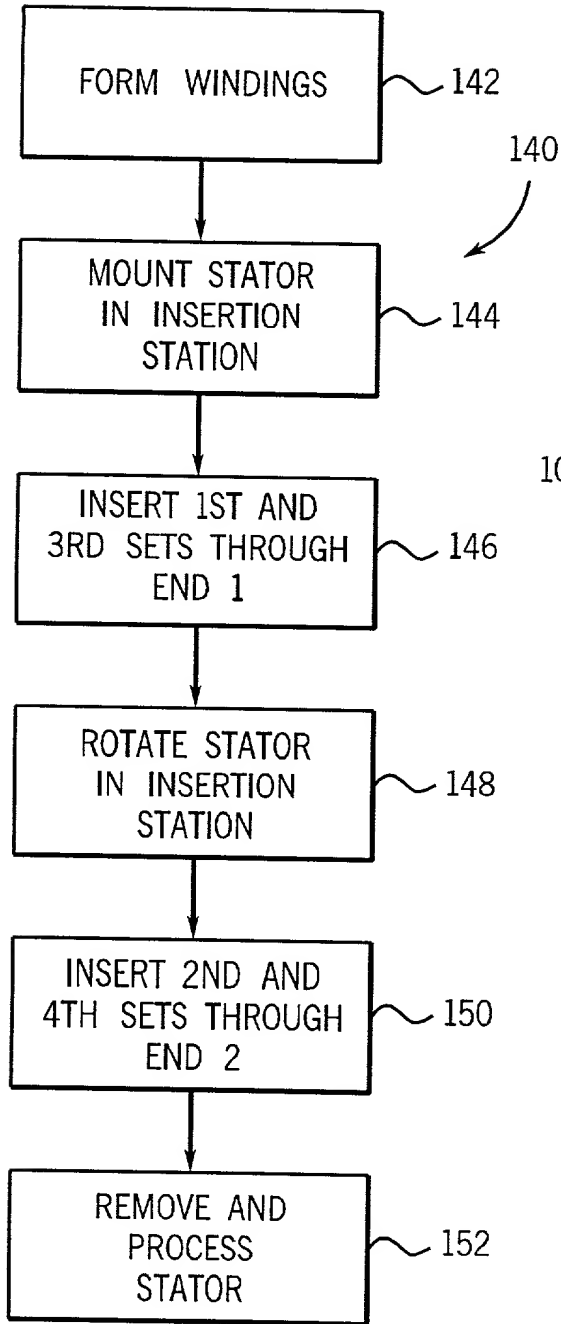 FORM WINDINGS
142
140
MOUNT STATOR
IN INSERTION
STATION
144
10
INSERT 1ST AND
3RD SETS THROUGH
END 1
146
ROTATE STATOR
IN INSERTION
STATION
148
INSERT 2ND AND
4TH SETS THROUGH
END 2
150
REMOVE AND
PROCESS
STATOR
152